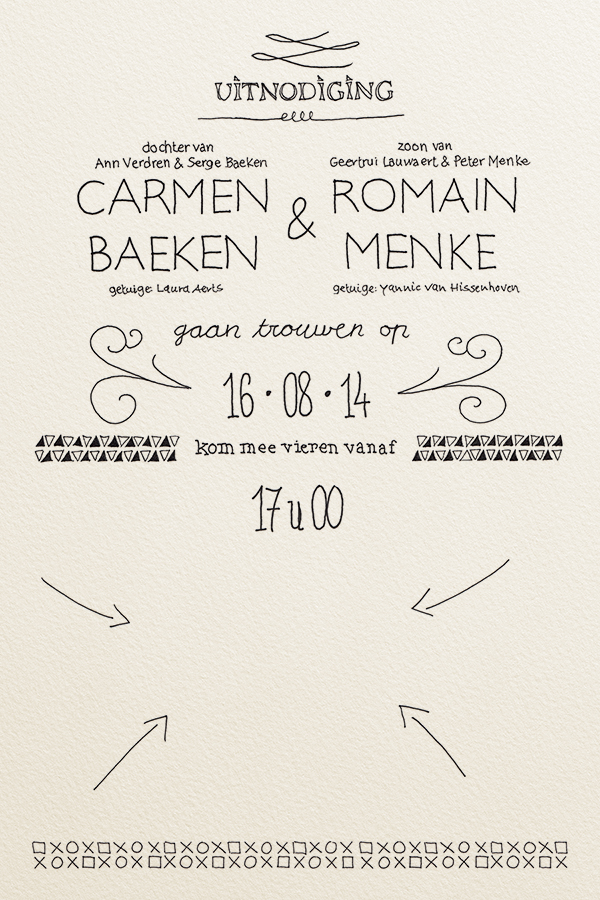 UITNODIGING
dochter van
Ann Verdren & Serge Baeken
zoon van
Geertrui Lauwaert & Peter Menke
CARMEN
BAEKEN
&
ROMAIN
MENKE
getuige: Laura Aerts
getuige: Yannic Van Hissenhoven
gaan trouwen op
16 · 08 · 14
kom mee vieren vanaf
17 u 00